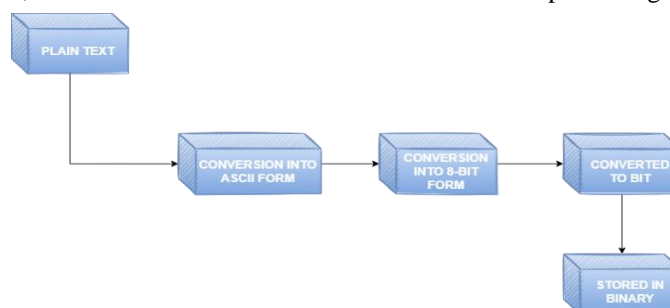 PLAIN TEXT
CONVERSION INTO
ASCII FORM
CONVERSION
INTO 8-BIT
FORM
CONVERTED
TO BIT
STORED IN
BINARY